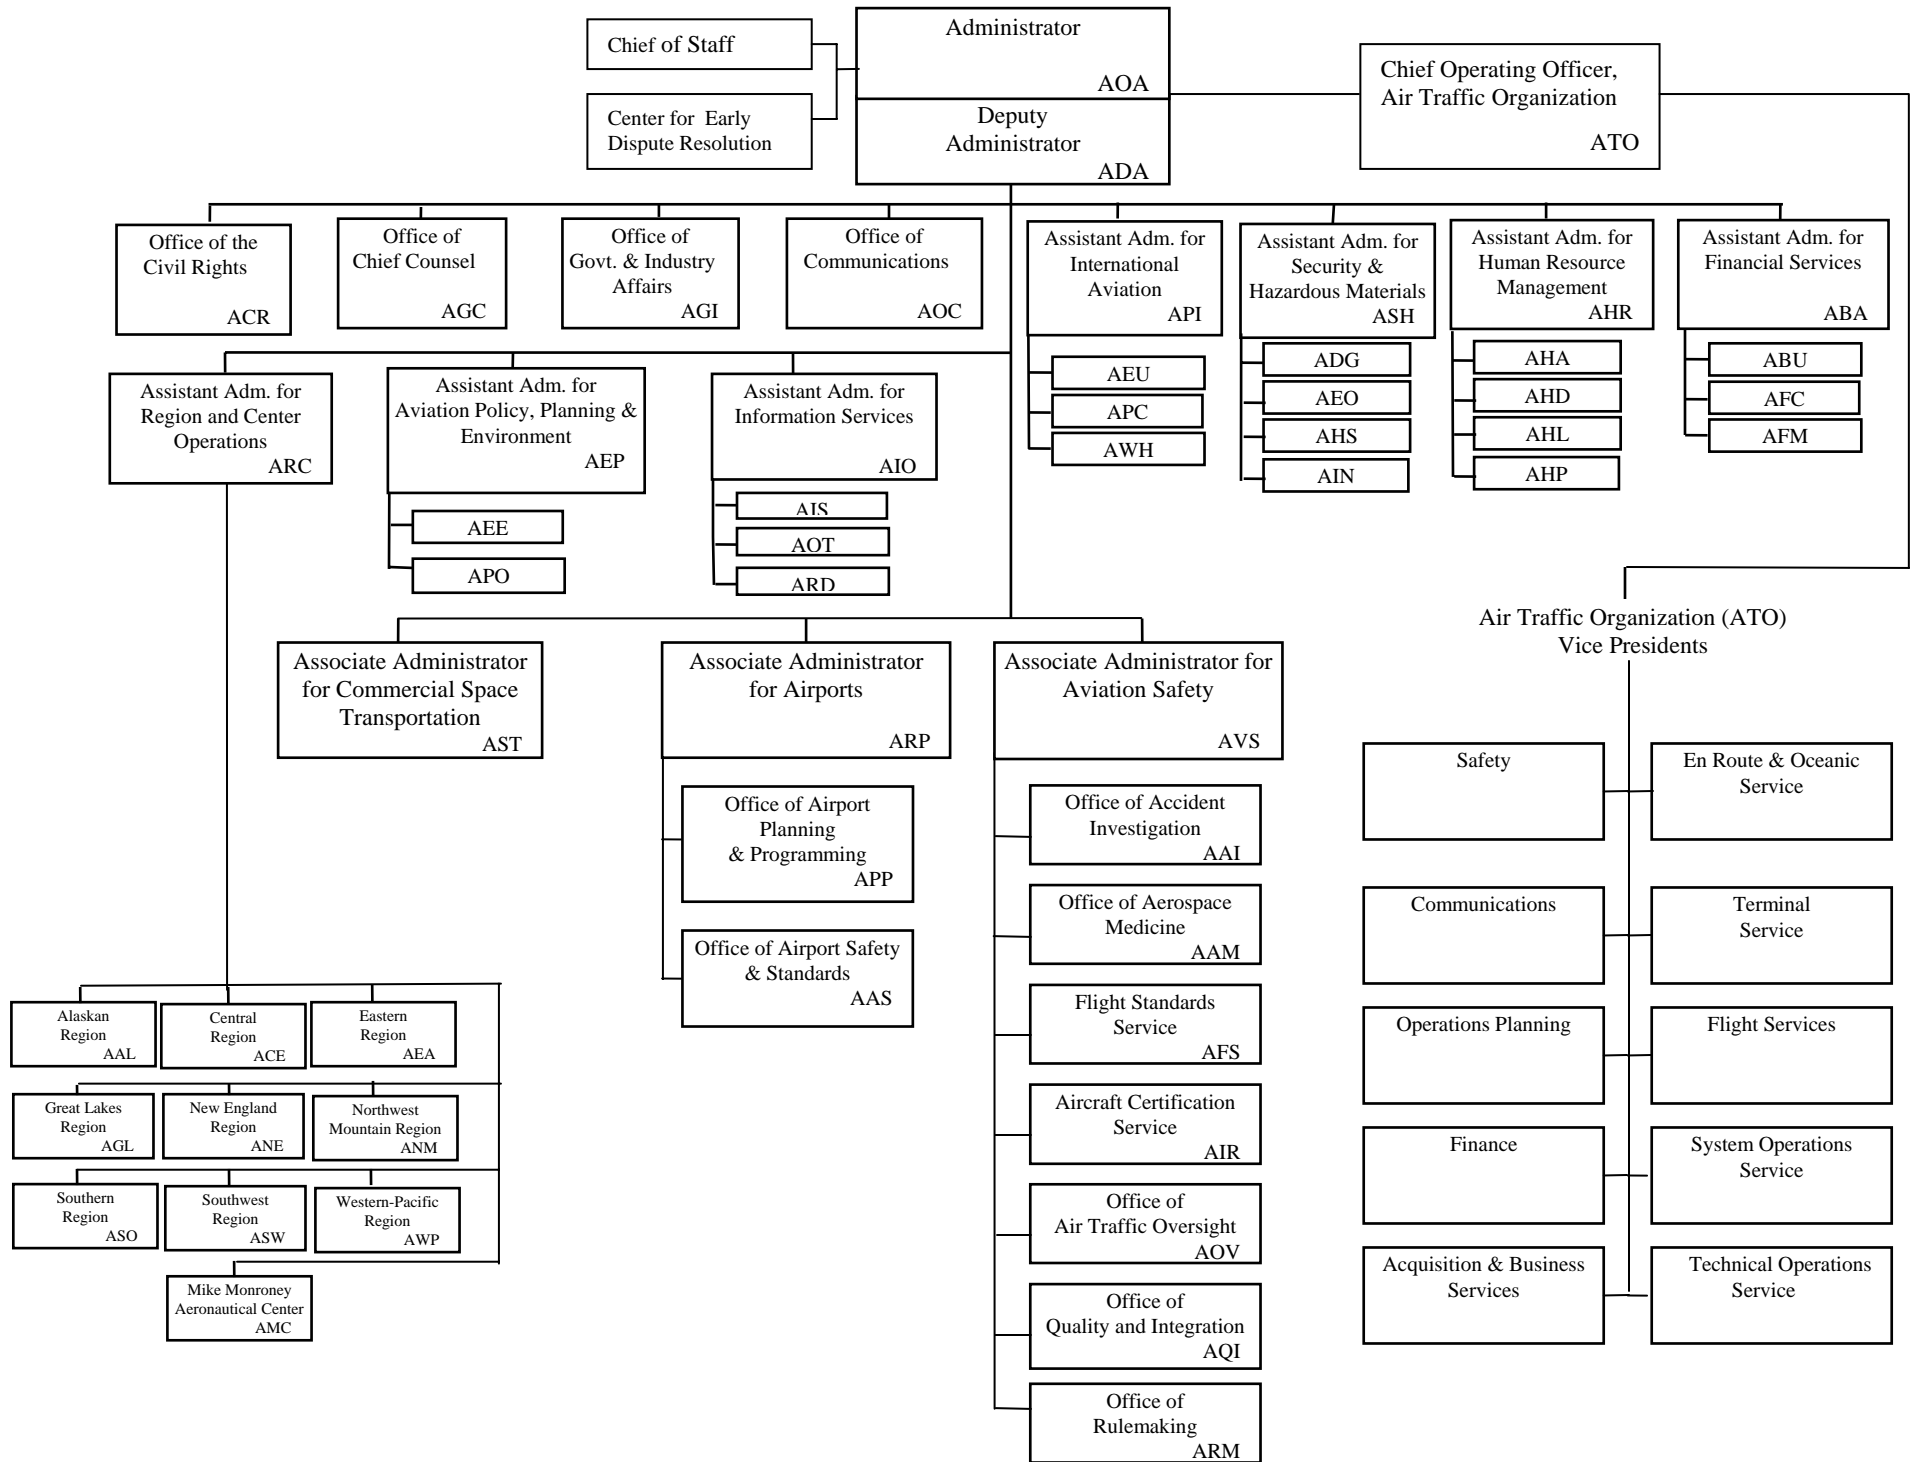 Administrator
AOA
Chief of Staff
Center for Early
Dispute Resolution
Deputy
Administrator
ADA
Chief Operating Officer,
Air Traffic Organization
ATO
Office of the
Civil Rights
ACR
Office of
Chief Counsel
AGC
Office of
Govt. & Industry
Affairs
AGI
Office of
Communications
AOC
Assistant Adm. for
International
Aviation
API
AEU
APC
AWH
Assistant Adm. for
Security &
Hazardous Materials
ASH
ADG
AEO
AHS
AIN
Assistant Adm. for
Human Resource
Management
AHR
AHA
AHD
AHL
AHP
Assistant Adm. for
Financial Services
ABA
ABU
AFC
AFM
Assistant Adm. for
Region and Center
Operations
ARC
Assistant Adm. for
Aviation Policy, Planning &
Environment
AEP
AEE
APO
Assistant Adm. for
Information Services
AIO
AIS
AOT
ARD
Associate Administrator
for Commercial Space
Transportation
AST
Associate Administrator
for Airports
ARP
Office of Airport
Planning
& Programming
APP
Office of Airport Safety
& Standards
AAS
Associate Administrator for
Aviation Safety
AVS
Office of Accident
Investigation
AAI
Office of Aerospace
Medicine
AAM
Flight Standards
Service
AFS
Aircraft Certification
Service
AIR
Office of
Air Traffic Oversight
AOV
Office of
Quality and Integration
AQI
Office of
Rulemaking
ARM
Air Traffic Organization (ATO)
Vice Presidents
Safety
En Route & Oceanic
Service
Communications
Terminal
Service
Operations Planning
Flight Services
Finance
System Operations
Service
Acquisition & Business
Services
Technical Operations
Service
Alaskan
Region
AAL
Central
Region
ACE
Eastern
Region
AEA
Great Lakes
Region
AGL
New England
Region
ANE
Northwest
Mountain Region
ANM
Southern
Region
ASO
Southwest
Region
ASW
Western-Pacific
Region
AWP
Mike Monroney
Aeronautical Center
AMC